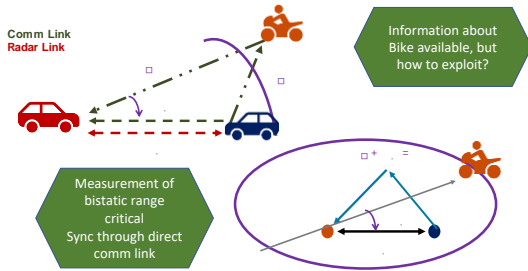 Comm Link
Radar Link
Information about
Bike available, but
how to exploit?
Measurement of
bistatic range
critical
Sync through direct
comm link
+ =